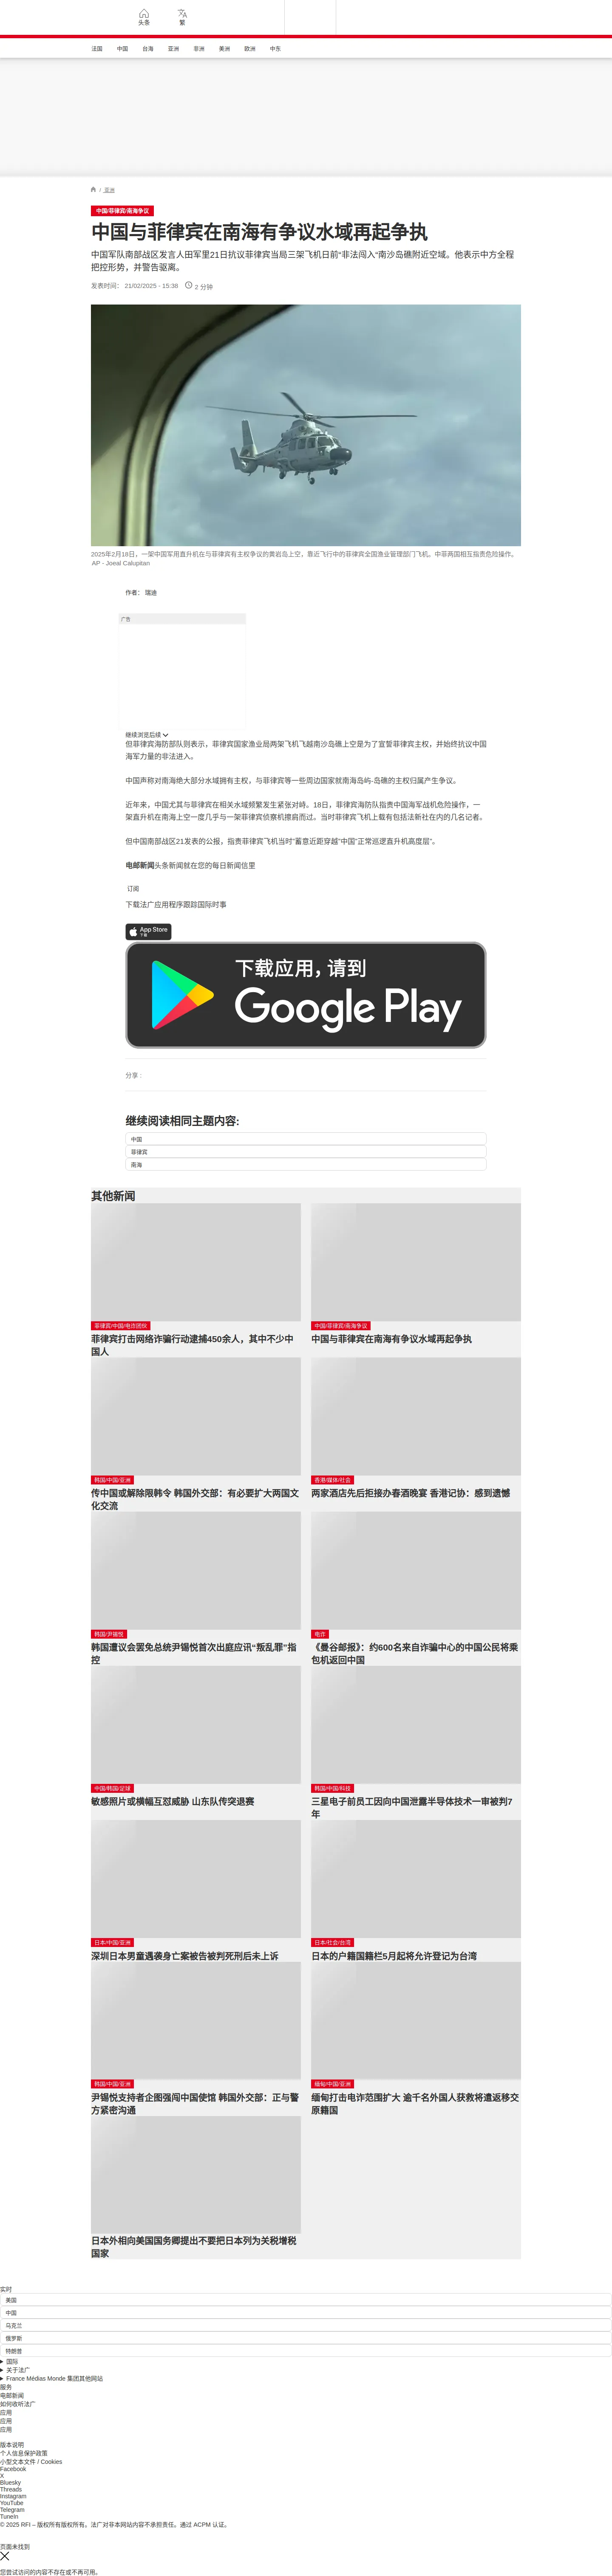 头条
繁
法国 中国 台海 亚洲 非洲 美洲 欧洲 中东
/ 亚洲
中国/菲律宾/南海争议
中国与菲律宾在南海有争议水域再起争执
中国军队南部战区发言人田军里21日抗议菲律宾当局三架飞机日前“非法闯入”南沙岛礁附近空域。他表示中方全程
把控形势，并警告驱离。
发表时间： 21/02/2025 - 15:38 2 分钟
2025年2月18日，一架中国军用直升机在与菲律宾有主权争议的黄岩岛上空，靠近飞行中的菲律宾全国渔业管理部门飞机。中菲两国相互指责危险操作。
AP - Joeal Calupitan
作者： 瑞迪
广告
继续浏览后续
但菲律宾海防部队则表示，菲律宾国家渔业局两架飞机飞越南沙岛礁上空是为了宣誓菲律宾主权，并始终抗议中国
海军力量的非法进入。
中国声称对南海绝大部分水域拥有主权，与菲律宾等一些周边国家就南海岛屿-岛礁的主权归属产生争议。
近年来，中国尤其与菲律宾在相关水域频繁发生紧张对峙。18日，菲律宾海防队指责中国海军战机危险操作，一
架直升机在南海上空一度几乎与一架菲律宾侦察机擦肩而过。当时菲律宾飞机上载有包括法新社在内的几名记者。
但中国南部战区21发表的公报，指责菲律宾飞机当时“蓄意近距穿越”中国“正常巡逻直升机高度层”。
电邮新闻头条新闻就在您的每日新闻信里
订阅
下载法广应用程序跟踪国际时事
App Store
下载
下载应用，请到
Google Play
分享 :
继续阅读相同主题内容:
中国
菲律宾
南海
其他新闻
菲律宾/中国/电诈团伙
菲律宾打击网络诈骗行动逮捕450余人，其中不少中
国人
中国/菲律宾/南海争议
中国与菲律宾在南海有争议水域再起争执
韩国/中国/亚洲
传中国或解除限韩令 韩国外交部：有必要扩大两国文
化交流
香港/媒体/社会
两家酒店先后拒接办春酒晚宴 香港记协：感到遗憾
韩国/尹锡悦
韩国遭议会罢免总统尹锡悦首次出庭应讯“叛乱罪”指
控
电诈
《曼谷邮报》：约600名来自诈骗中心的中国公民将乘
包机返回中国
中国/韩国/足球
敏感照片或横幅互怼威胁 山东队传突退赛
韩国/中国/科技
三星电子前员工因向中国泄露半导体技术一审被判7
年
日本/中国/亚洲
深圳日本男童遇袭身亡案被告被判死刑后未上诉
日本/社会/台湾
日本的户籍国籍栏5月起将允许登记为台湾
韩国/中国/亚洲
尹锡悦支持者企图强闯中国使馆 韩国外交部：正与警
方紧密沟通
缅甸/中国/亚洲
缅甸打击电诈范围扩大 逾千名外国人获救将遣返移交
原籍国
日本外相向美国国务卿提出不要把日本列为关税增税
国家
实时
美国
中国
乌克兰
俄罗斯
特朗普
国际
关于法广
France Médias Monde 集团其他网站
服务
电邮新闻
如何收听法广
应用
应用
应用
版本说明
个人信息保护政策
小型文本文件 / Cookies
Facebook
X
Bluesky
Threads
Instagram
YouTube
Telegram
TuneIn
© 2025 RFI – 版权所有版权所有。法广对非本网站内容不承担责任。通过 ACPM 认证。
页面未找到
您尝试访问的内容不存在或不再可用。